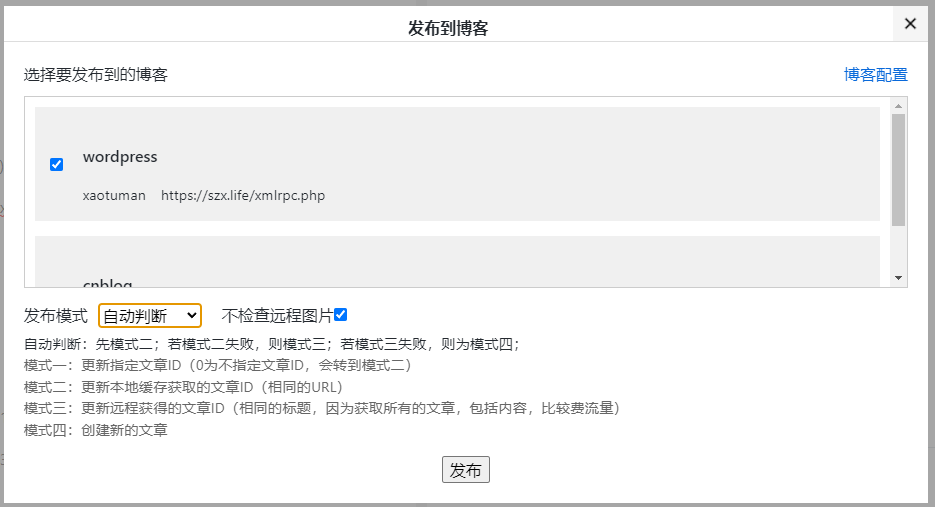 发布到博客
×
选择要发布到的博客 博客配置
wordpress
xaotuman https://szx.life/xmlrpc.php
cnblog
发布模式 自动判断 不检查远程图片
自动判断：先模式二；若模式二失败，则模式三；若模式三失败，则为模式四；
模式一：更新指定文章ID（0为不指定文章ID，会转到模式二）
模式二：更新本地缓存获取的文章ID（相同的URL）
模式三：更新远程获得的文章ID（相同的标题，因为获取所有的文章，包括内容，比较费流量）
模式四：创建新的文章
发布